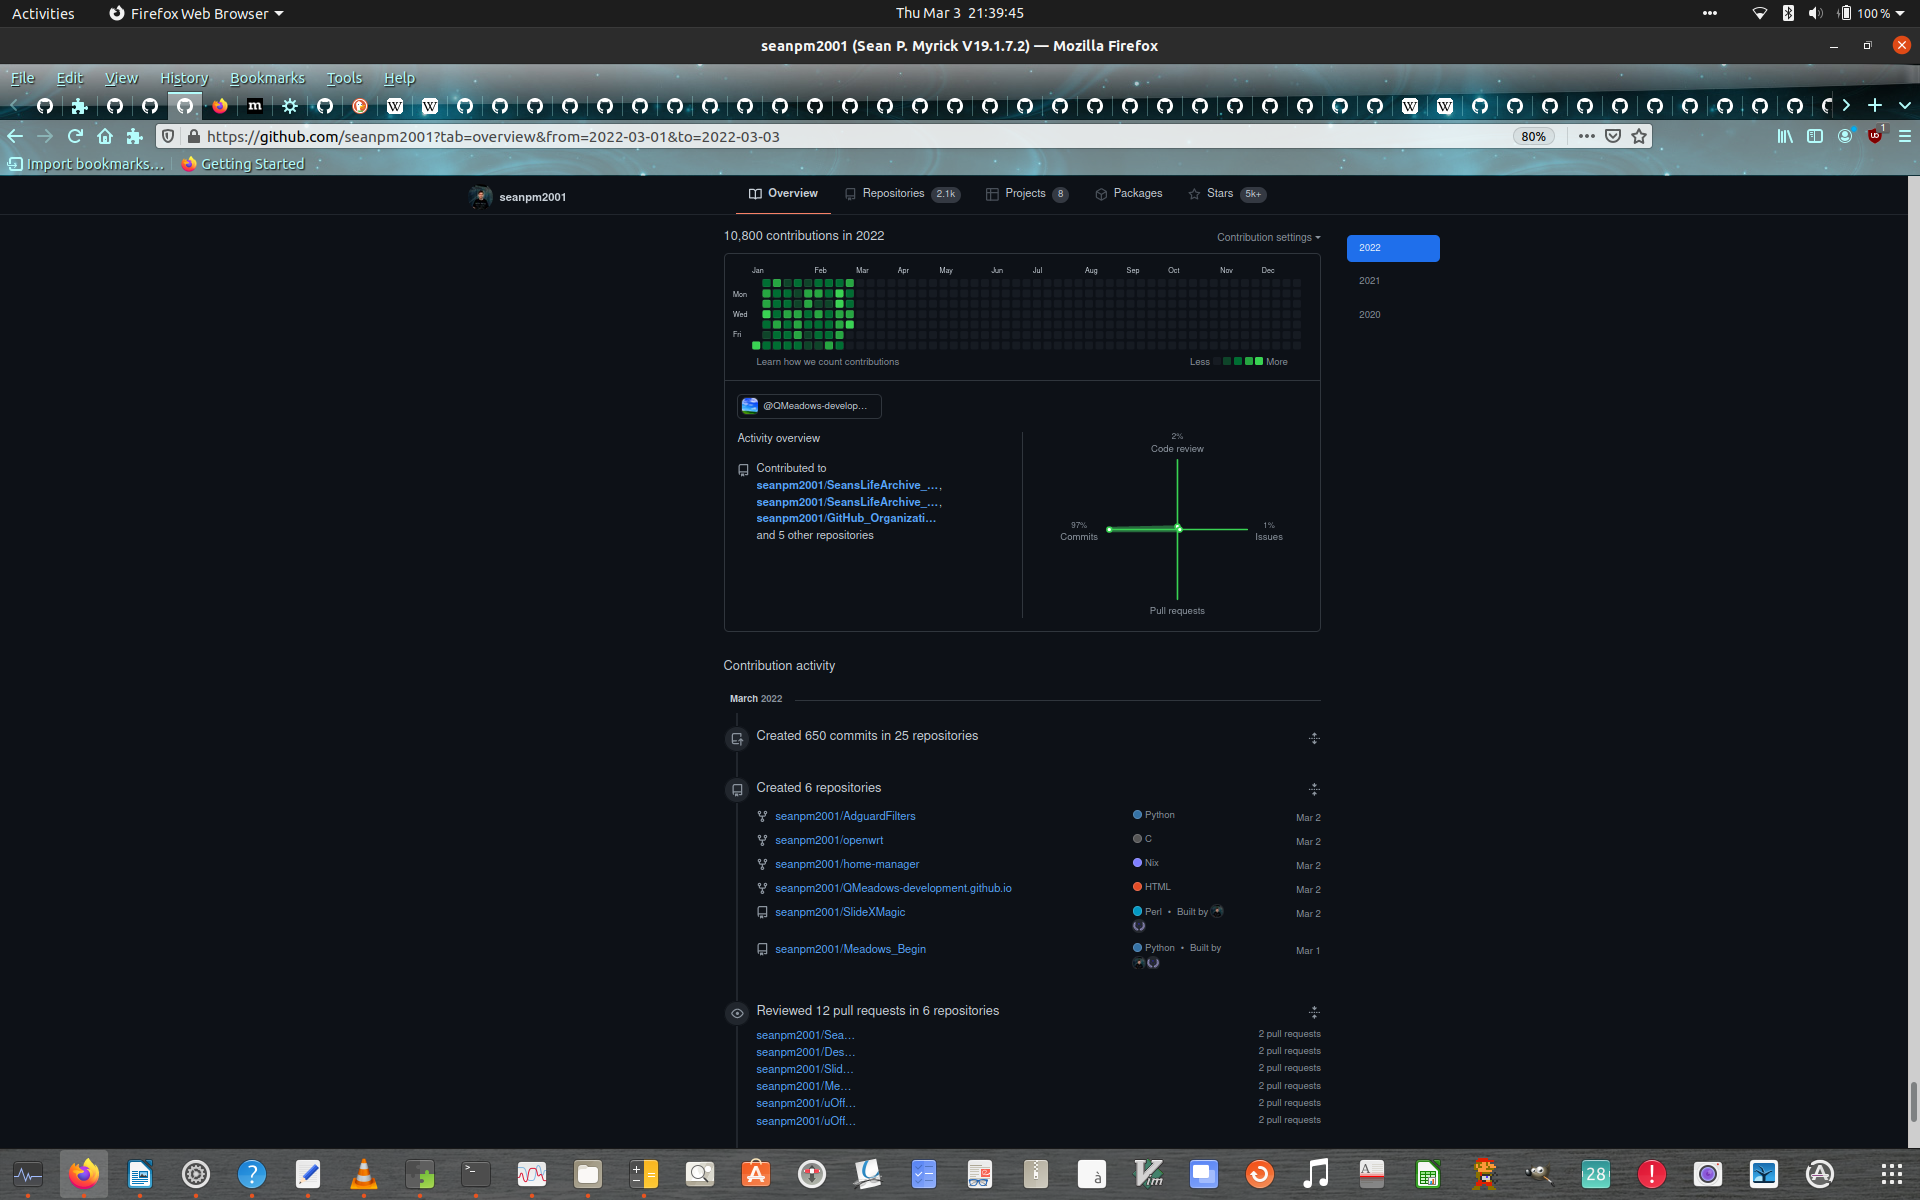 Activities
Firefox Web Browser
Thu Mar 3 21:39:45
100 %
seanpm2001 (Sean P. Myrick V19.1.7.2) — Mozilla Firefox
File Edit View History Bookmarks Tools Help
https://github.com/seanpm2001?tab=overview&from=2022-03-01&to=2022-03-03
80%
1
Import bookmarks…
Getting Started
seanpm2001
Overview
Repositories 2.1k
Projects 8
Packages
Stars 5k+
10,800 contributions in 2022
Contribution settings
2022
2021
2020
Jan Feb Mar Apr May Jun Jul Aug Sep Oct Nov Dec
Mon
Wed
Fri
Learn how we count contributions
Less More
@QMeadows-develop…
Activity overview
Contributed to
seanpm2001/SeansLifeArchive_…,
seanpm2001/SeansLifeArchive_…,
seanpm2001/GitHub_Organizati…
and 5 other repositories
2%
Code review
97%
Commits
1%
Issues
Pull requests
Contribution activity
March 2022
Created 650 commits in 25 repositories
Created 6 repositories
seanpm2001/AdguardFilters Python Mar 2
seanpm2001/openwrt C Mar 2
seanpm2001/home-manager Nix Mar 2
seanpm2001/QMeadows-development.github.io HTML Mar 2
seanpm2001/SlideXMagic Perl • Built by Mar 2
seanpm2001/Meadows_Begin Python • Built by Mar 1
Reviewed 12 pull requests in 6 repositories
seanpm2001/Sea… 2 pull requests
seanpm2001/Des… 2 pull requests
seanpm2001/Slid… 2 pull requests
seanpm2001/Me… 2 pull requests
seanpm2001/uOff… 2 pull requests
seanpm2001/uOff… 2 pull requests
28